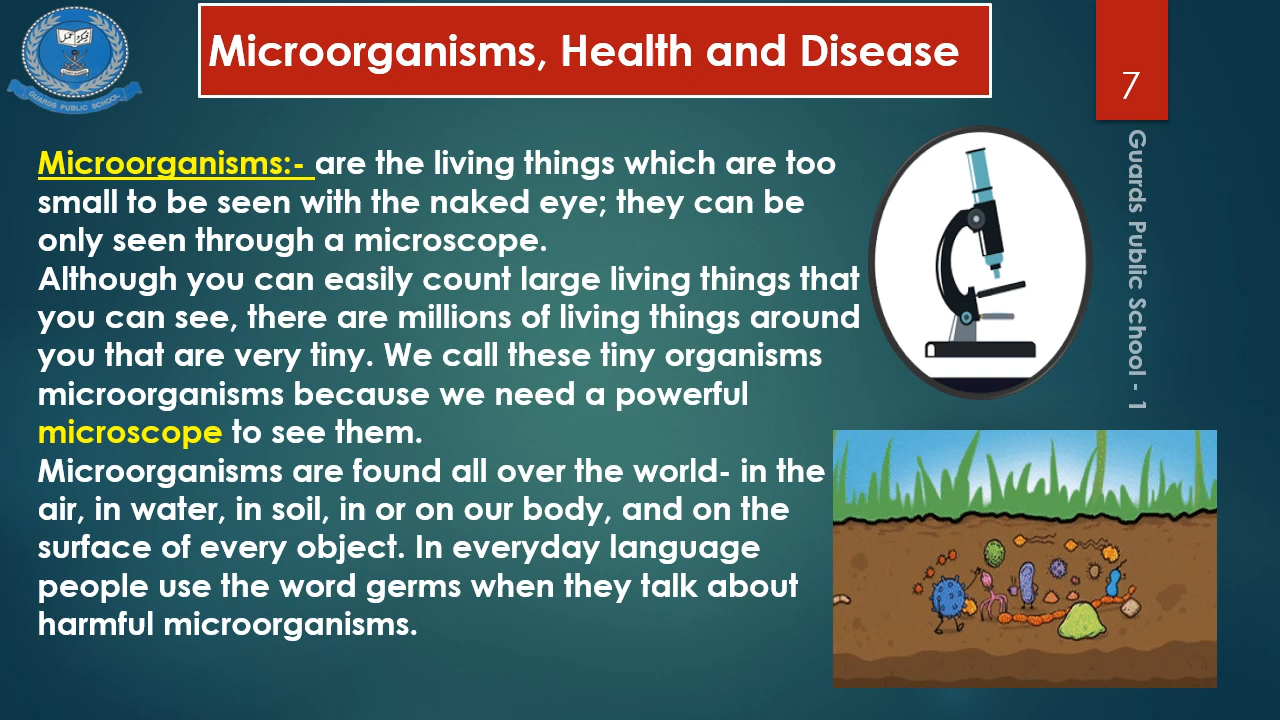 Microorganisms, Health and Disease
7
GUARDS PUBLIC SCHOOL
Microorganisms:- are the living things which are too
small to be seen with the naked eye; they can be
only seen through a microscope.
Although you can easily count large living things that
you can see, there are millions of living things around
you that are very tiny. We call these tiny organisms
microorganisms because we need a powerful
microscope to see them.
Microorganisms are found all over the world- in the
air, in water, in soil, in or on our body, and on the
surface of every object. In everyday language
people use the word germs when they talk about
harmful microorganisms.
Guards Public School - 1